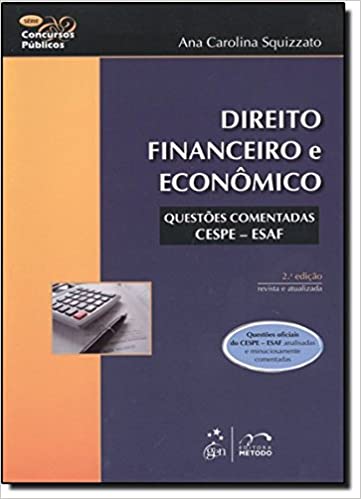 série
Concursos
Públicos
Ana Carolina Squizzato
DIREITO
FINANCEIRO e
ECONÔMICO
QUESTÕES COMENTADAS
CESPE – ESAF
2.ª edição
revista e atualizada
Questões oficiais
do CESPE – ESAF analisadas
e minuciosamente
comentadas
gen
EDITORA
MÉTODO